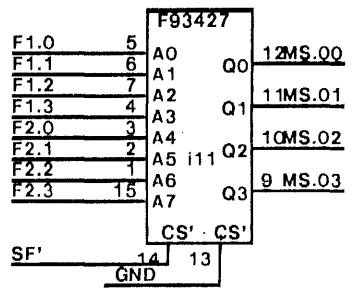 F93427
F1.0 5 A0 Q0 12 MS.00
F1.1 6 A1
F1.2 7 A2 Q1 11 MS.01
F1.3 4 A3
F2.0 3 A4 Q2 10 MS.02
F2.1 2 A5 i11
F2.2 1 A6 Q3 9 MS.03
F2.3 15 A7
CS' CS'
SF' 14 13
GND